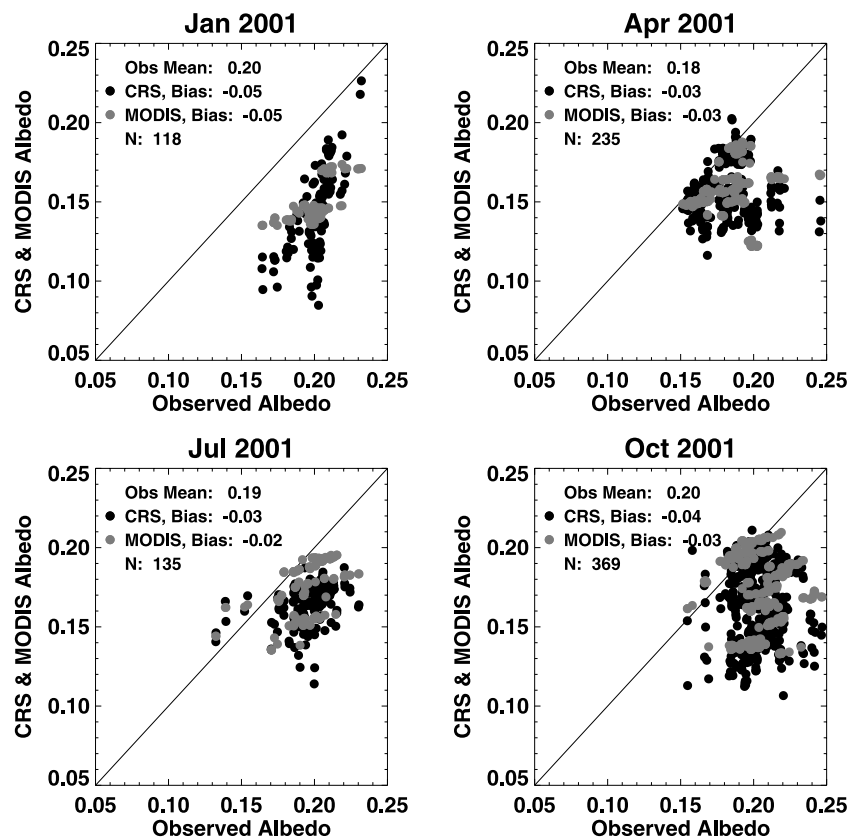 Jan 2001
CRS & MODIS Albedo
0.25
0.20
0.15
0.10
0.05
Obs Mean: 0.20
CRS, Bias: -0.05
MODIS, Bias: -0.05
N: 118
0.05 0.10 0.15 0.20 0.25
Observed Albedo
Apr 2001
CRS & MODIS Albedo
0.25
0.20
0.15
0.10
0.05
Obs Mean: 0.18
CRS, Bias: -0.03
MODIS, Bias: -0.03
N: 235
0.05 0.10 0.15 0.20 0.25
Observed Albedo
Jul 2001
CRS & MODIS Albedo
0.25
0.20
0.15
0.10
0.05
Obs Mean: 0.19
CRS, Bias: -0.03
MODIS, Bias: -0.02
N: 135
0.05 0.10 0.15 0.20 0.25
Observed Albedo
Oct 2001
CRS & MODIS Albedo
0.25
0.20
0.15
0.10
0.05
Obs Mean: 0.20
CRS, Bias: -0.04
MODIS, Bias: -0.03
N: 369
0.05 0.10 0.15 0.20 0.25
Observed Albedo